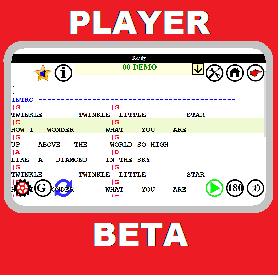 PLAYER
00 DEMO
INTRO
|G |G
TWINKLE TWINKLE LITTLE STAR
|G
HOW I WONDER WHAT YOU ARE
|G |G
UP ABOVE THE WORLD SO HIGH
|A |D
LIKE A DIAMOND IN THE SKY
|G |G
TWINKLE TWINKLE LITTLE STAR
G 180
WONDER WHAT YOU ARE
BETA